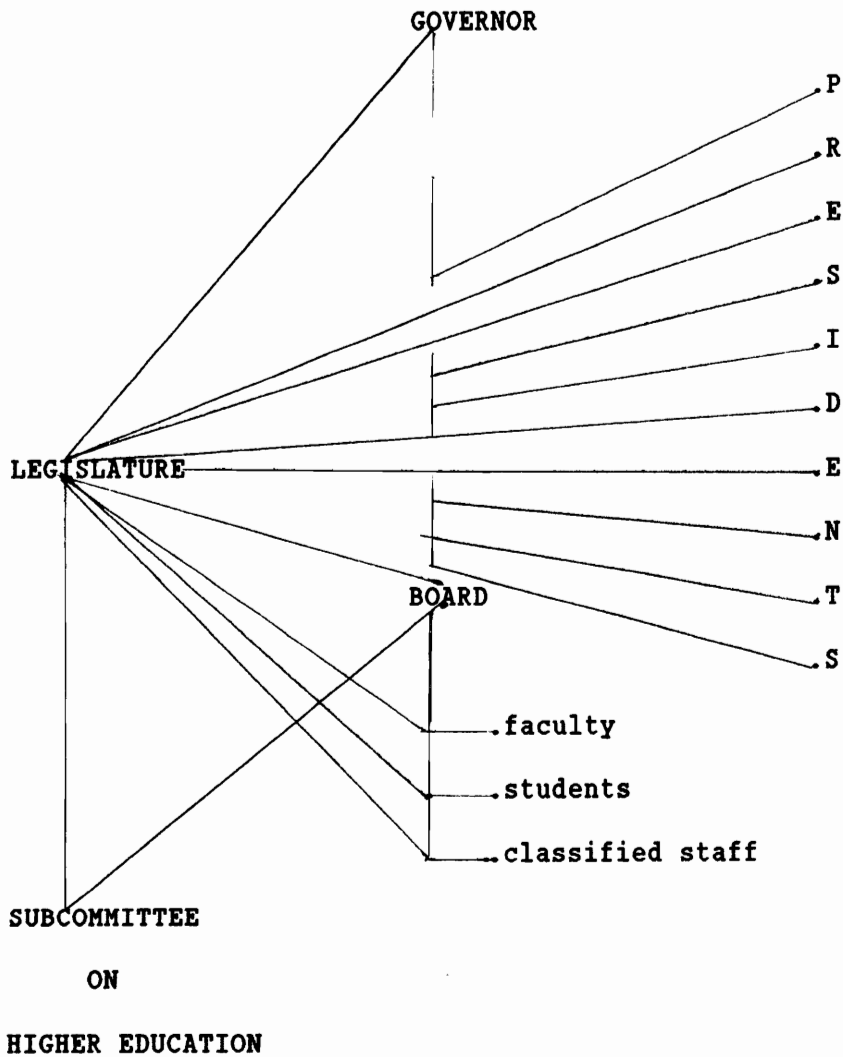 GOVERNOR
P
R
E
S
I
D
E
N
T
S
LEGISLATURE
BOARD
faculty
students
classified staff
SUBCOMMITTEE
ON
HIGHER EDUCATION